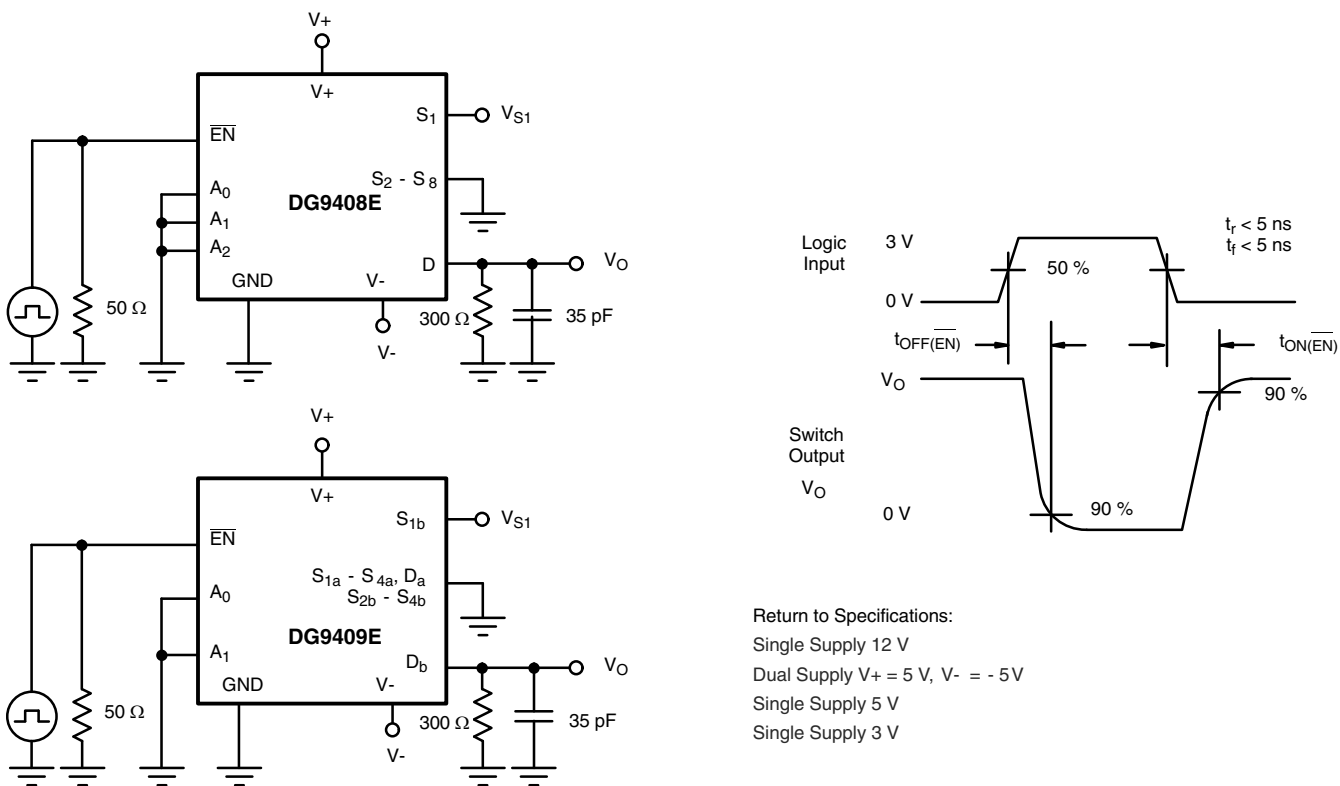 V+
V+
EN
A0
A1
A2
GND
DG9408E
S1
VS1
S2 - S8
D
VO
V-
V-
50 Ω
300 Ω
35 pF
V+
V+
EN
A0
A1
GND
DG9409E
S1b
VS1
S1a - S4a, Da
S2b - S4b
Db
VO
V-
V-
50 Ω
300 Ω
35 pF
Logic
Input
3 V
0 V
50 %
tr < 5 ns
tf < 5 ns
tOFF(EN)
tON(EN)
VO
90 %
Switch
Output
VO
0 V
90 %
Return to Specifications:
Single Supply 12 V
Dual Supply V+ = 5 V, V- = - 5 V
Single Supply 5 V
Single Supply 3 V